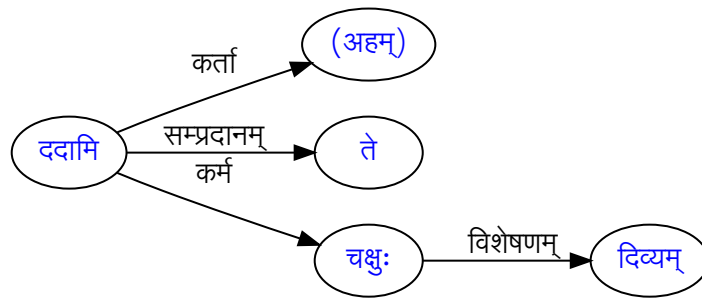 (अहम्)
कर्ता
ददामि
सम्प्रदानम्
ते
कर्म
चक्षुः
विशेषणम्
दिव्यम्